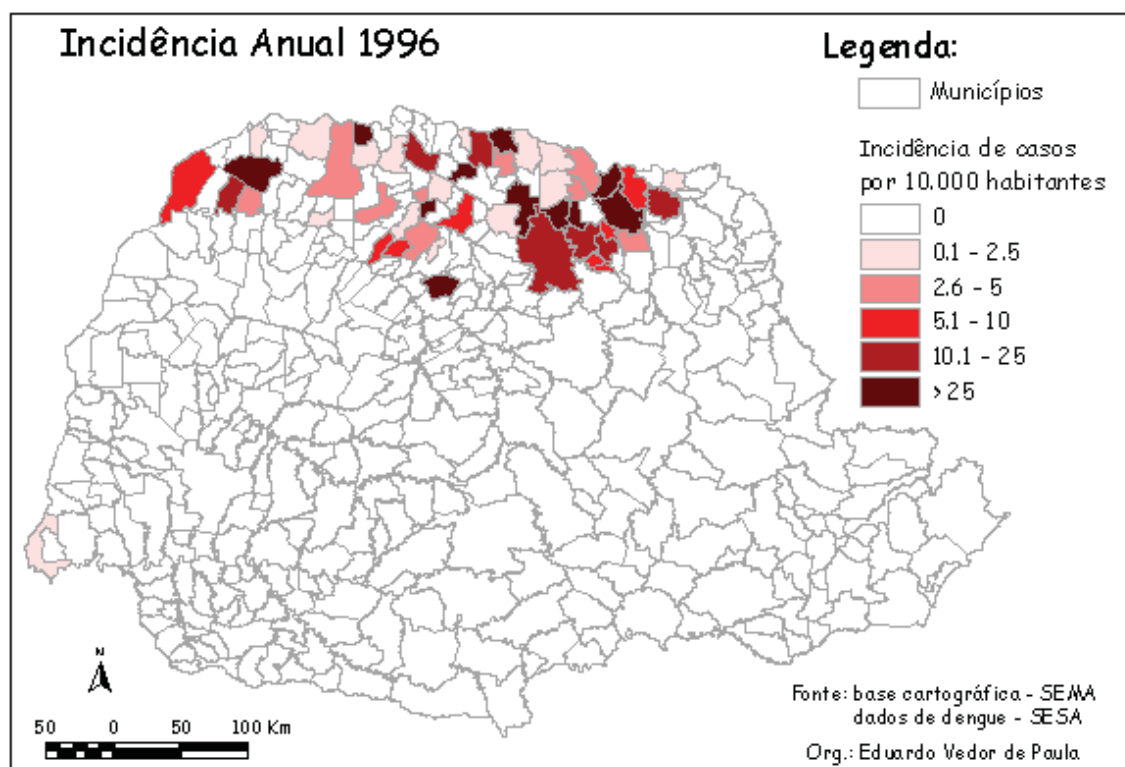 Incidência Anual 1996
Legenda:
Municípios
Incidência de casos
por 10.000 habitantes
0
0.1 - 2.5
2.6 - 5
5.1 - 10
10.1 - 25
> 25
N
50 0 50 100 Km
Fonte: base cartográfica - SEMA
dados de dengue - SESA
Org.: Eduardo Vedor de Paula